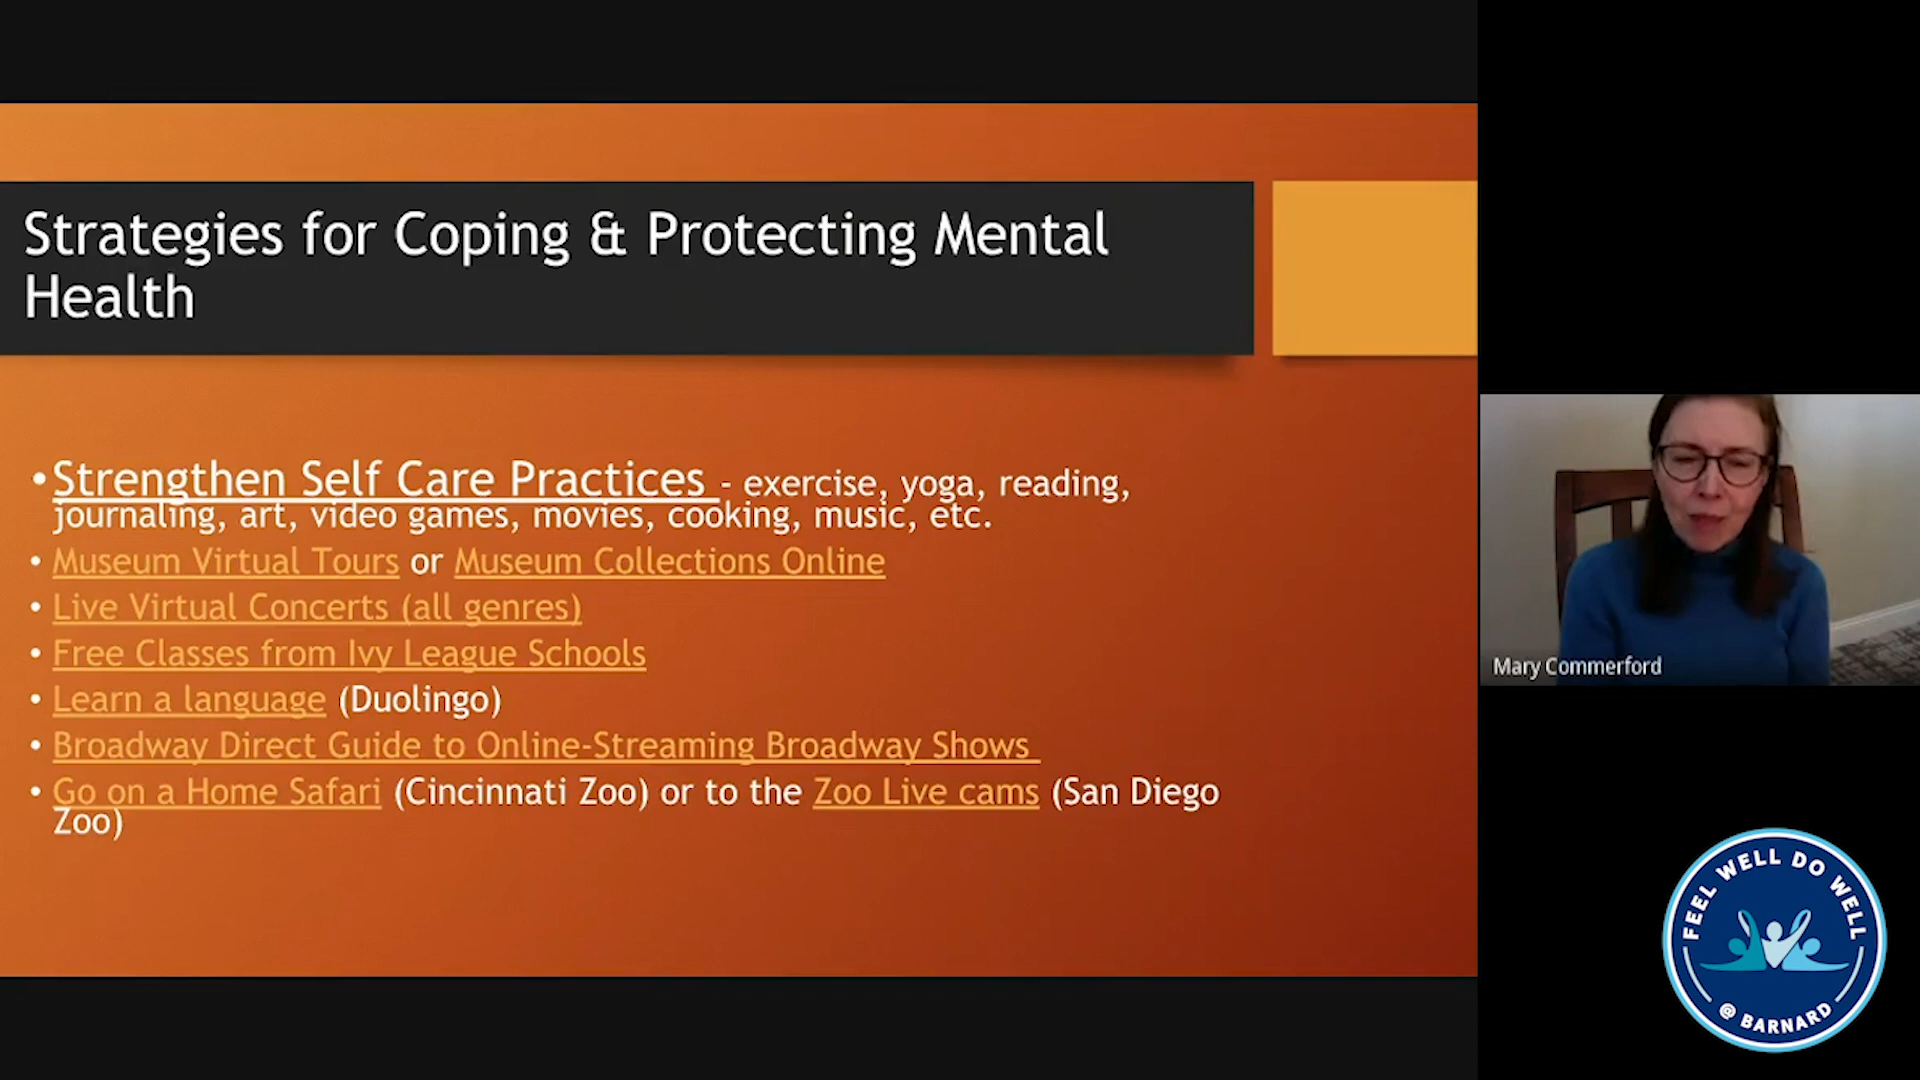 Strategies for Coping & Protecting Mental
Health
•Strengthen Self Care Practices - exercise, yoga, reading,
journaling, art, video games, movies, cooking, music, etc.
• Museum Virtual Tours or Museum Collections Online
• Live Virtual Concerts (all genres)
• Free Classes from Ivy League Schools
• Learn a language (Duolingo)
• Broadway Direct Guide to Online-Streaming Broadway Shows
• Go on a Home Safari (Cincinnati Zoo) or to the Zoo Live cams (San Diego
Zoo)
Mary Commerford
FEEL WELL DO WELL
@ BARNARD